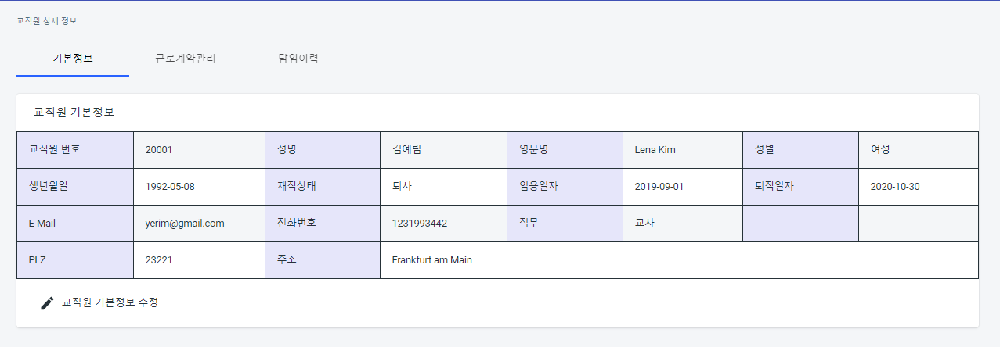 교직원 상세 정보
기본정보 근로계약관리 담임이력
교직원 기본정보
교직원 번호 20001 성명 김예림 영문명 Lena Kim 성별 여성
생년월일 1992-05-08 재직상태 퇴사 임용일자 2019-09-01 퇴직일자 2020-10-30
E-Mail yerim@gmail.com 전화번호 1231993442 직무 교사
PLZ 23221 주소 Frankfurt am Main
교직원 기본정보 수정